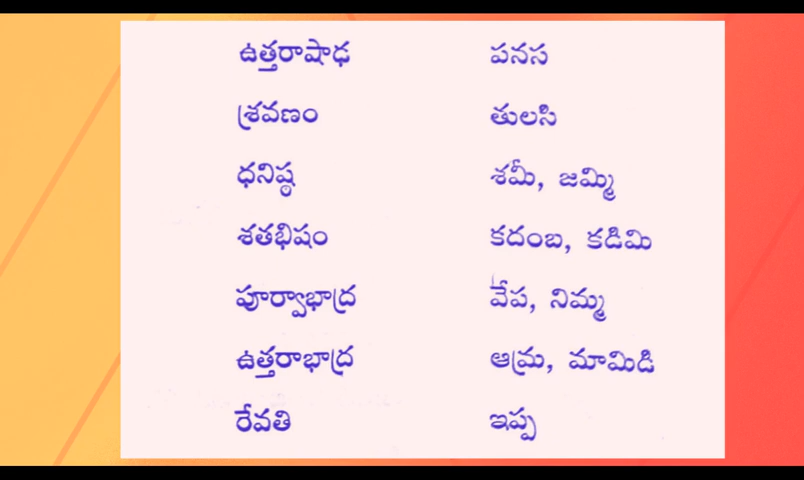 ఉత్తరాషాఢ పనస
శ్రవణం తులసి
ధనిష్ఠ శమీ, జమ్మి
శతభిషం కదంబ, కడిమి
పూర్వాభాద్ర వేప, నిమ్మ
ఉత్తరాభాద్ర ఆమ్ర, మామిడి
రేవతి ఇప్ప